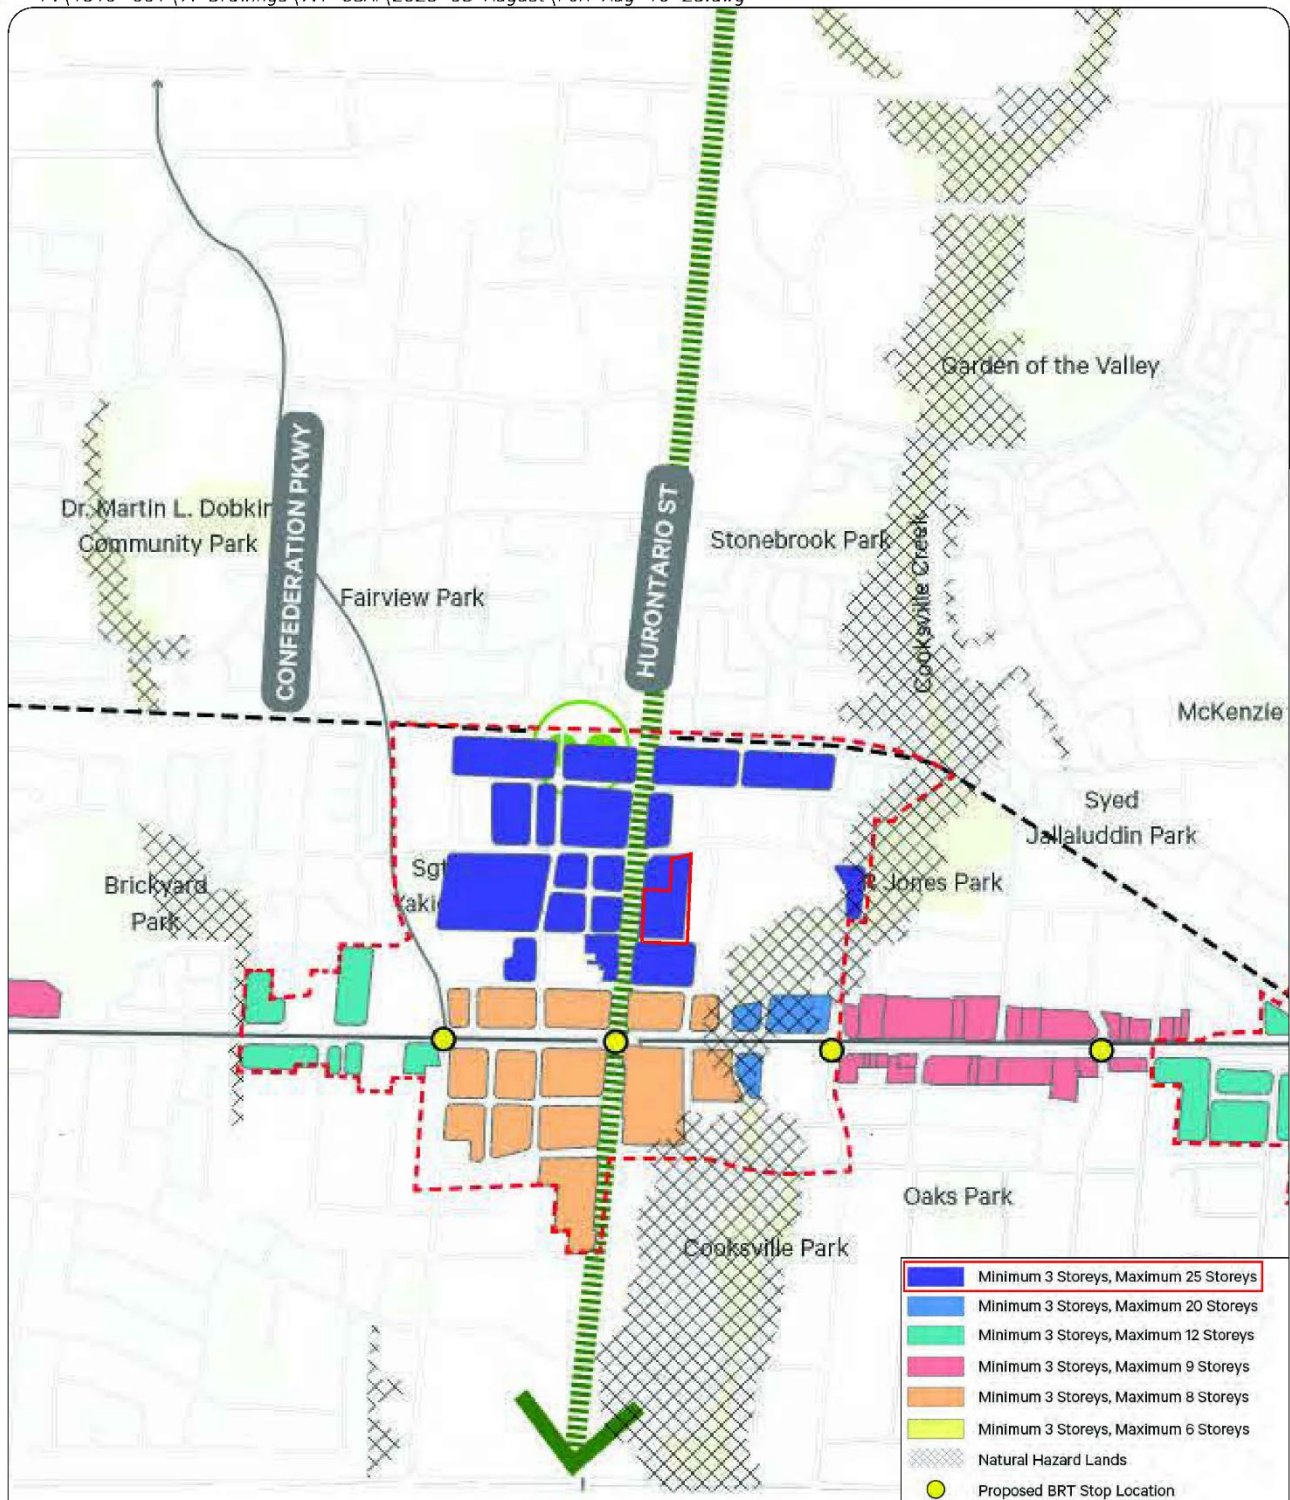 CONFEDERATION PKWY
HURONTARIO ST
Garden of the Valley
Dr. Martin L. Dobkin
Community Park
Stonebrook Park
Cooksville Creek
Fairview Park
McKenzie
Syed
Jallaluddin Park
Brickyard
Park
Sgt
Yaki
Jones Park
Oaks Park
Cooksville Park
Minimum 3 Storeys, Maximum 25 Storeys
Minimum 3 Storeys, Maximum 20 Storeys
Minimum 3 Storeys, Maximum 12 Storeys
Minimum 3 Storeys, Maximum 9 Storeys
Minimum 3 Storeys, Maximum 8 Storeys
Minimum 3 Storeys, Maximum 6 Storeys
Natural Hazard Lands
Proposed BRT Stop Location